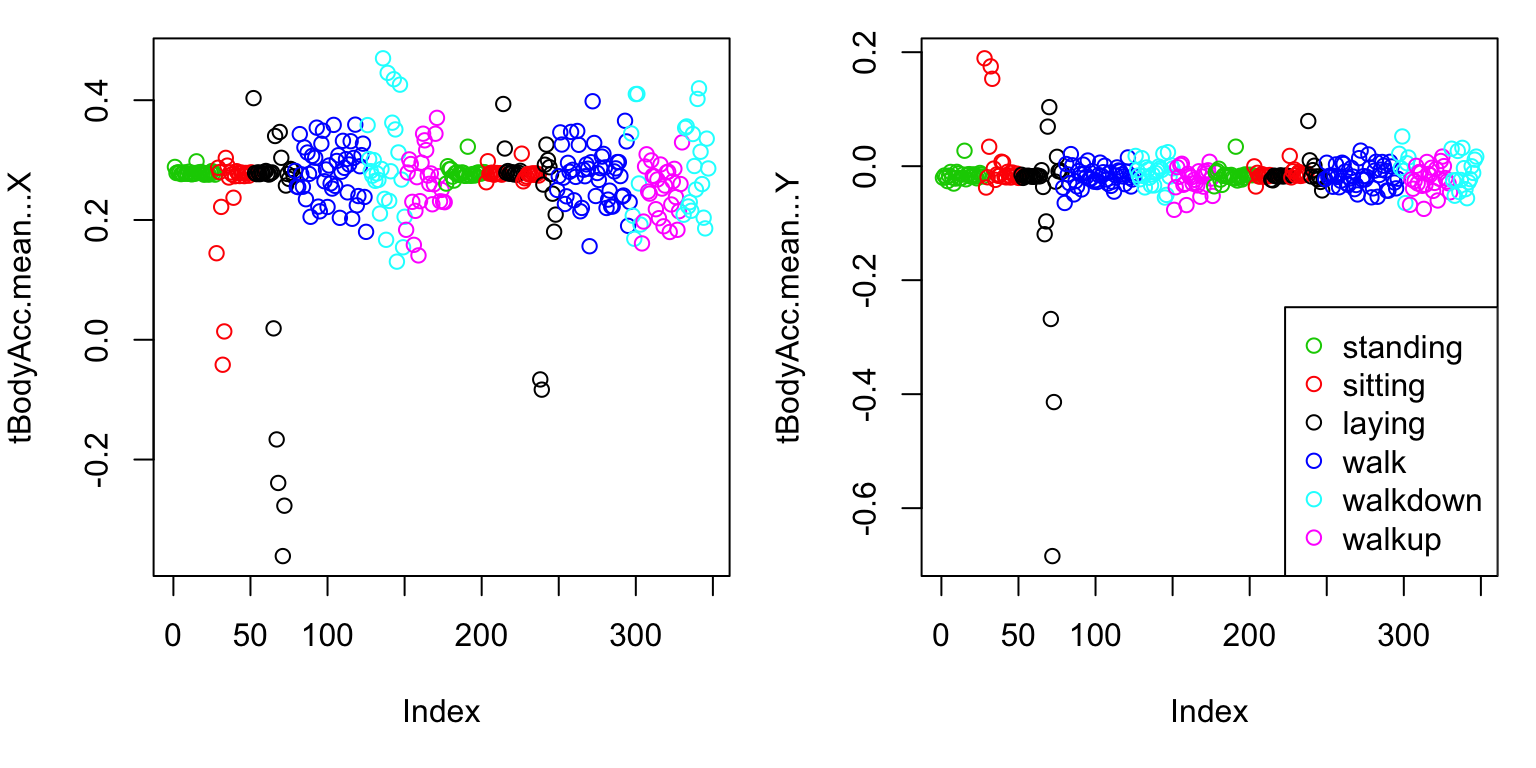 tBodyAcc.mean...X
0.4
0.2
0.0
-0.2
0 50 100 200 300
Index
tBodyAcc.mean...Y
0.2
0.0
-0.2
-0.4
-0.6
0 50 100 200 300
Index
standing
sitting
laying
walk
walkdown
walkup